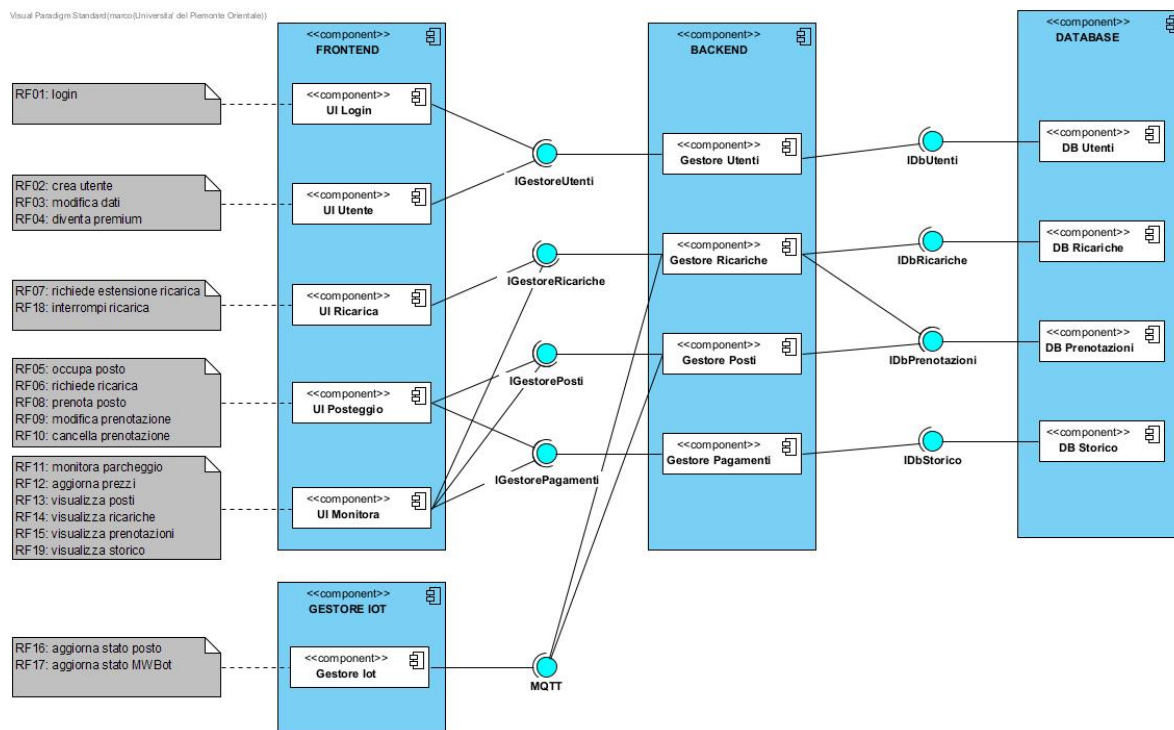 Visual Paradigm Standard(marco(Universita' del Piemonte Orientale))
<<component>>
FRONTEND
<<component>>
BACKEND
<<component>>
DATABASE
RF01: login
<<component>>
UI Login
RF02: crea utente
RF03: modifica dati
RF04: diventa premium
<<component>>
UI Utente
RF07: richiede estensione ricarica
RF18: interrompi ricarica
<<component>>
UI Ricarica
RF05: occupa posto
RF06: richiede ricarica
RF08: prenota posto
RF09: modifica prenotazione
RF10: cancella prenotazione
<<component>>
UI Posteggio
RF11: monitora parcheggio
RF12: aggiorna prezzi
RF13: visualizza posti
RF14: visualizza ricariche
RF15: visualizza prenotazioni
RF19: visualizza storico
<<component>>
UI Monitora
IGestoreUtenti
IGestoreRicariche
IGestorePosti
IGestorePagamenti
<<component>>
Gestore Utenti
<<component>>
Gestore Ricariche
<<component>>
Gestore Posti
<<component>>
Gestore Pagamenti
IDbUtenti
IDbRicariche
IDbPrenotazioni
IDbStorico
<<component>>
DB Utenti
<<component>>
DB Ricariche
<<component>>
DB Prenotazioni
<<component>>
DB Storico
<<component>>
GESTORE IOT
RF16: aggiorna stato posto
RF17: aggiorna stato MWBot
<<component>>
Gestore Iot
MQTT